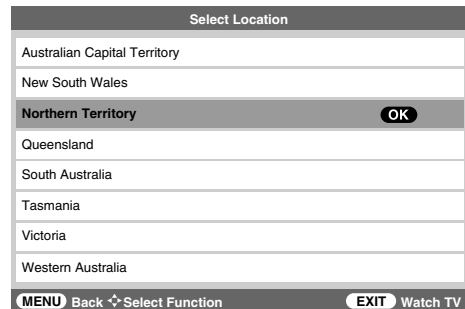 Select Location
Australian Capital Territory
New South Wales
Northern Territory OK
Queensland
South Australia
Tasmania
Victoria
Western Australia
MENU Back Select Function EXIT Watch TV